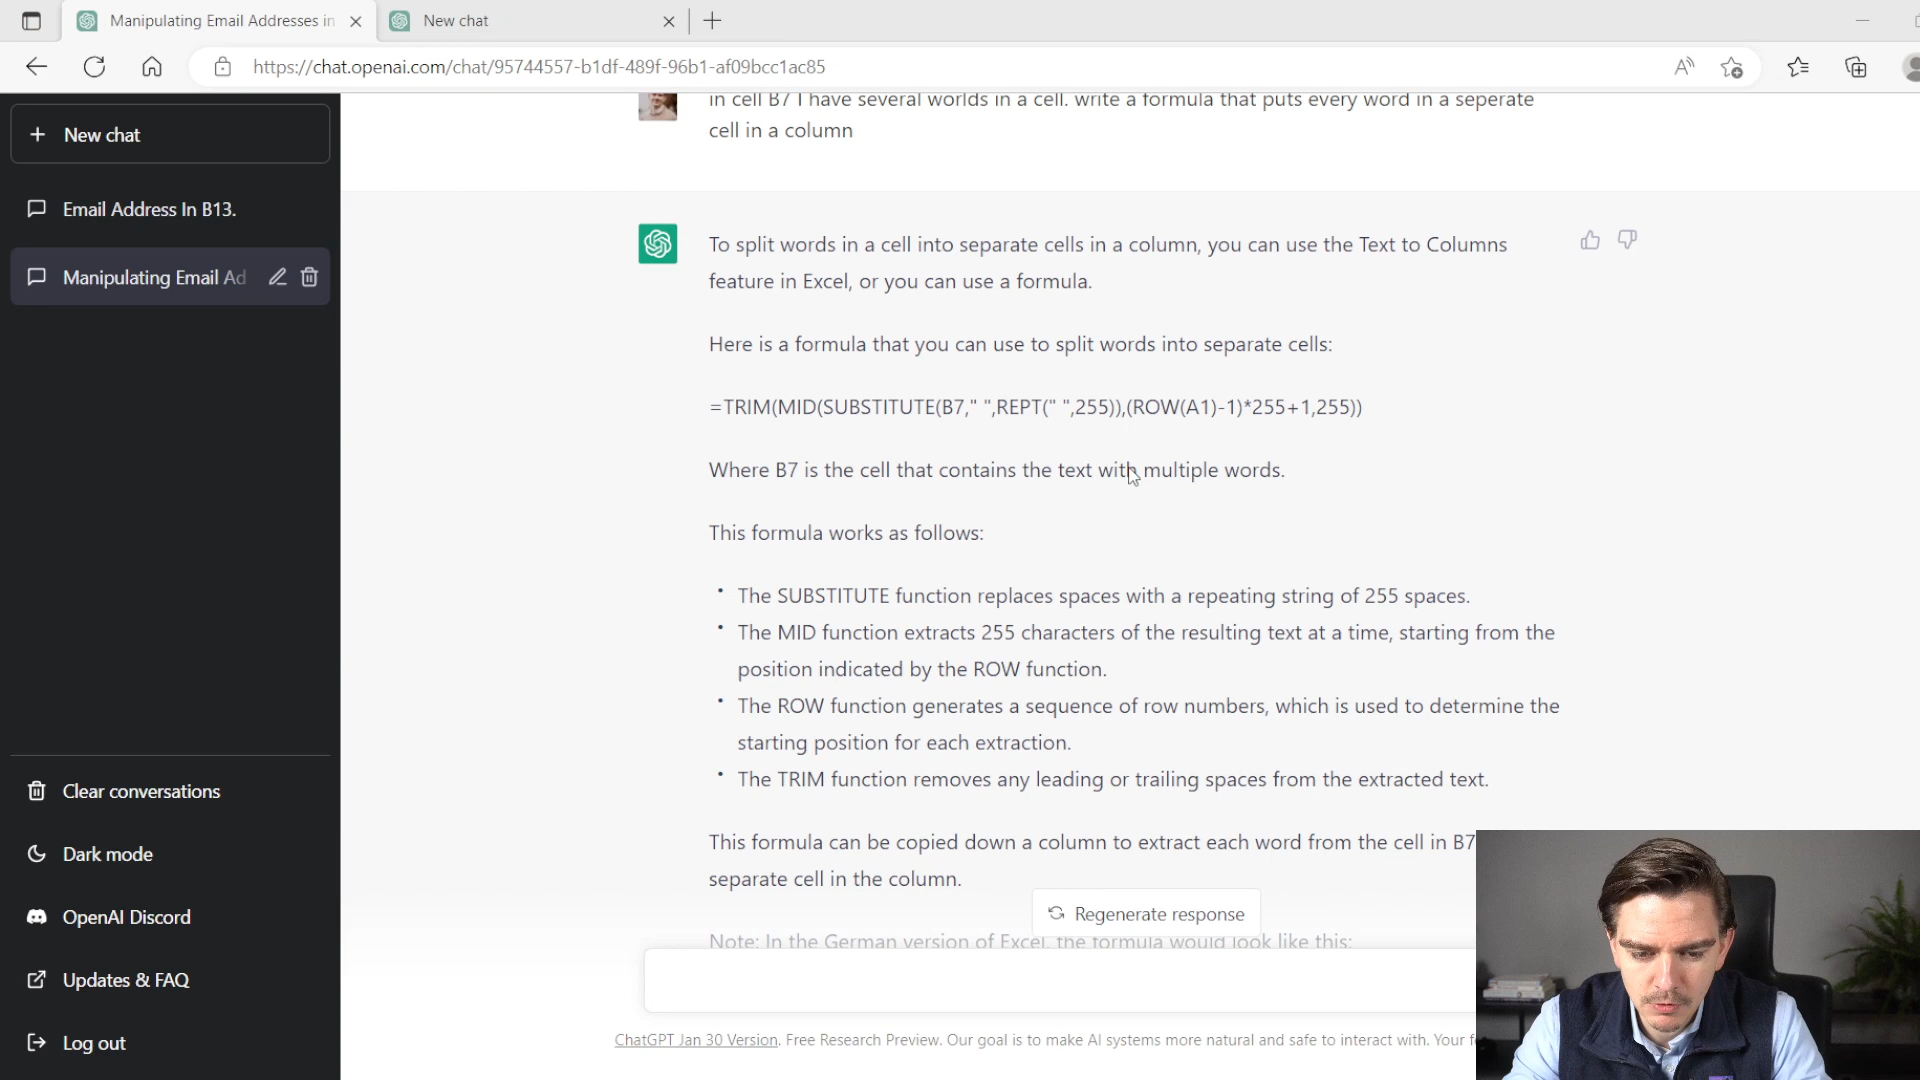 Manipulating Email Addresses in
New chat
https://chat.openai.com/chat/95744557-b1df-489f-96b1-af09bcc1ac85
New chat
Email Address In B13.
Manipulating Email Ad
Clear conversations
Dark mode
OpenAI Discord
Updates & FAQ
Log out
in cell B7 I have several worlds in a cell. write a formula that puts every word in a seperate
cell in a column
To split words in a cell into separate cells in a column, you can use the Text to Columns
feature in Excel, or you can use a formula.
Here is a formula that you can use to split words into separate cells:
=TRIM(MID(SUBSTITUTE(B7," ",REPT(" ",255)),(ROW(A1)-1)*255+1,255))
Where B7 is the cell that contains the text with multiple words.
This formula works as follows:
• The SUBSTITUTE function replaces spaces with a repeating string of 255 spaces.
• The MID function extracts 255 characters of the resulting text at a time, starting from the
position indicated by the ROW function.
• The ROW function generates a sequence of row numbers, which is used to determine the
starting position for each extraction.
• The TRIM function removes any leading or trailing spaces from the extracted text.
This formula can be copied down a column to extract each word from the cell in B7
separate cell in the column.
Regenerate response
Note: In the German version of Excel, the formula would look like this:
ChatGPT Jan 30 Version. Free Research Preview. Our goal is to make AI systems more natural and safe to interact with. Your